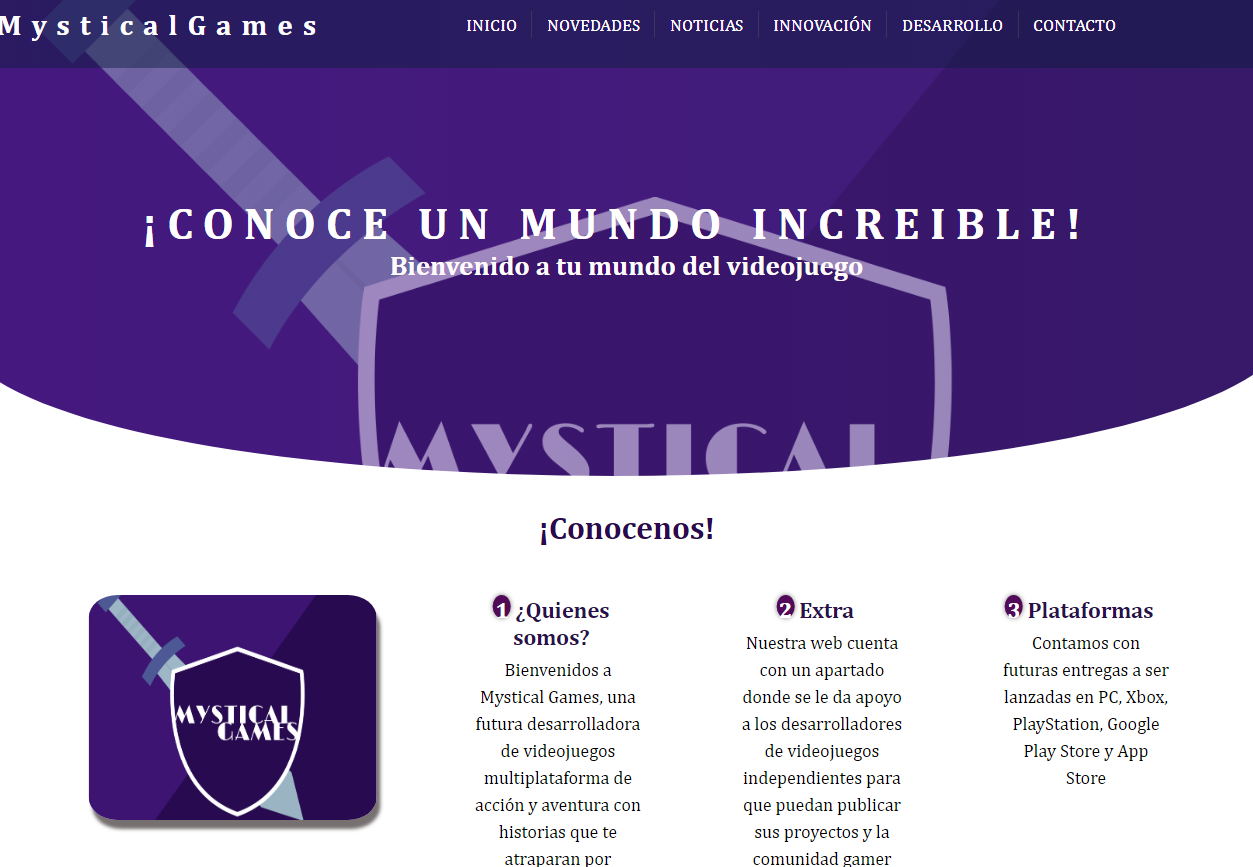 MysticalGames
INICIO NOVEDADES NOTICIAS INNOVACIÓN DESARROLLO CONTACTO
¡CONOCE UN MUNDO INCREIBLE!
Bienvenido a tu mundo del videojuego
MYSTICAL
¡Conocenos!
MYSTICAL
GAMES
1 ¿Quienes
somos?
Bienvenidos a
Mystical Games, una
futura desarrolladora
de videojuegos
multiplataforma de
acción y aventura con
historias que te
atraparan por
2 Extra
Nuestra web cuenta
con un apartado
donde se le da apoyo
a los desarrolladores
de videojuegos
independientes para
que puedan publicar
sus proyectos y la
comunidad gamer
3 Plataformas
Contamos con
futuras entregas a ser
lanzadas en PC, Xbox,
PlayStation, Google
Play Store y App
Store